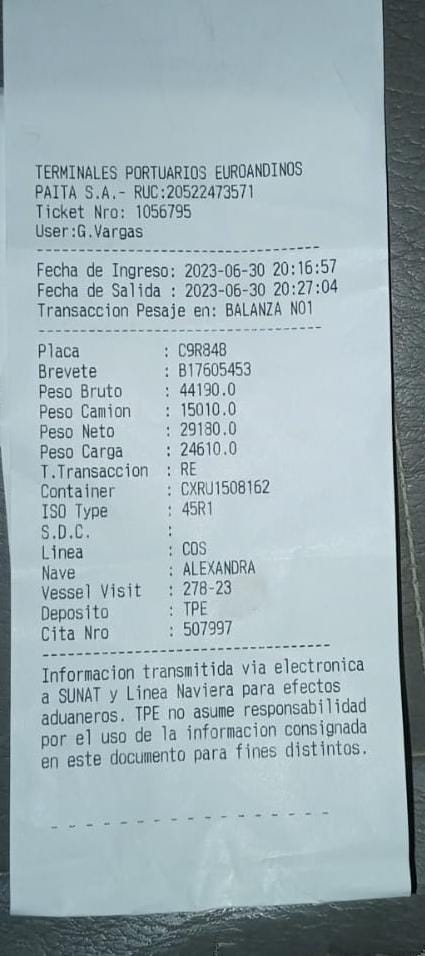 TERMINALES PORTUARIOS EUROANDINOS
PAITA S.A.- RUC:20522473571
Ticket Nro: 1056795
User:G.Vargas
--------------------------------
Fecha de Ingreso: 2023-06-30 20:16:57
Fecha de Salida : 2023-06-30 20:27:04
Transaccion Pesaje en: BALANZA N01
--------------------------------
Placa : C9R848
Brevete : B17605453
Peso Bruto : 44190.0
Peso Camion : 15010.0
Peso Neto : 29180.0
Peso Carga : 24610.0
T.Transaccion : RE
Container : CXRU1508162
ISO Type : 45R1
S.D.C. :
Linea : COS
Nave : ALEXANDRA
Vessel Visit : 278-23
Deposito : TPE
Cita Nro : 507997
--------------------------------
Informacion transmitida via electronica
a SUNAT y Linea Naviera para efectos
aduaneros. TPE no asume responsabilidad
por el uso de la informacion consignada
en este documento para fines distintos.
- - - - - - - - - - - - - - - -